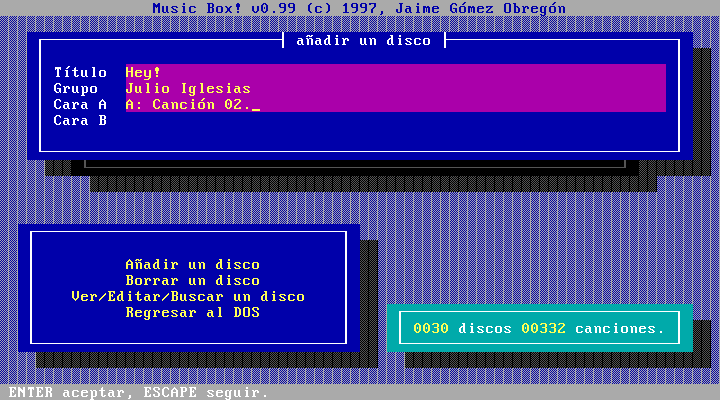 Music Box! v0.99 (c) 1997, Jaime Gómez Obregón
añadir un disco
Título Hey!
Grupo Julio Iglesias
Cara A A: Canción 02._
Cara B
Añadir un disco
Borrar un disco
Ver/Editar/Buscar un disco
Regresar al DOS
0030 discos 00332 canciones.
ENTER aceptar, ESCAPE seguir.